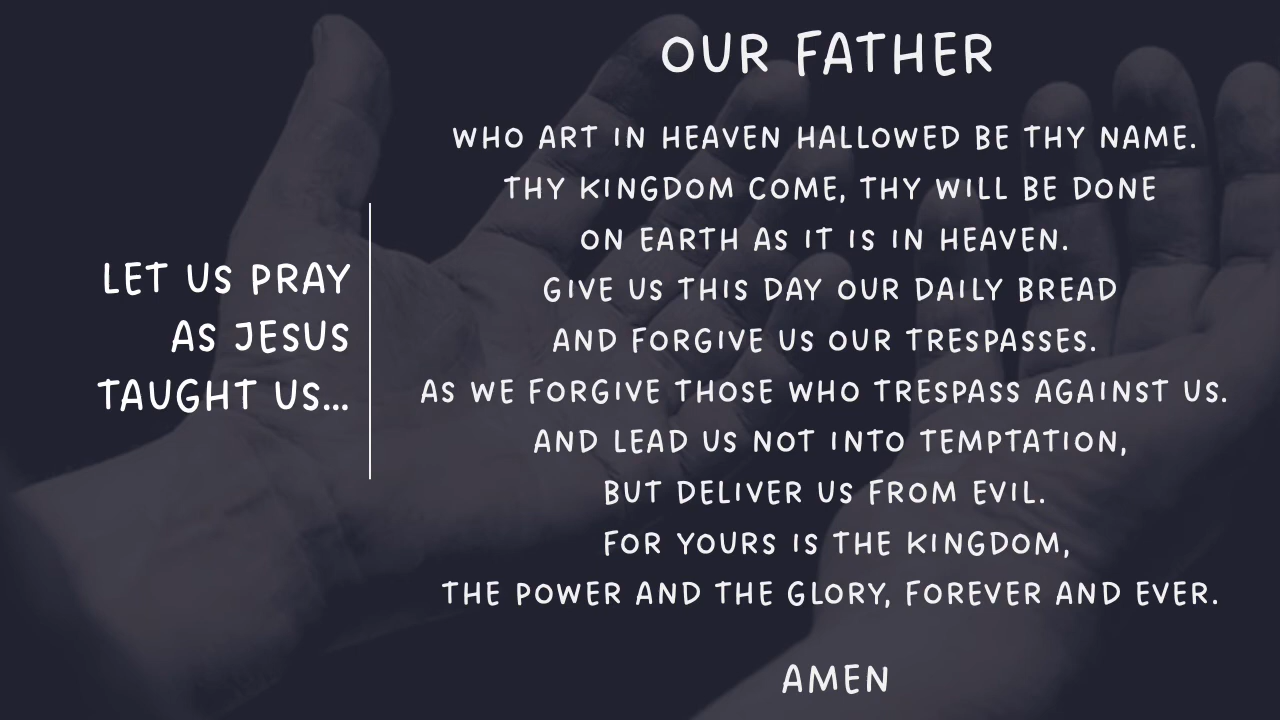 LET US PRAY
AS JESUS
TAUGHT US...
OUR FATHER
WHO ART IN HEAVEN HALLOWED BE THY NAME.
THY KINGDOM COME, THY WILL BE DONE
ON EARTH AS IT IS IN HEAVEN.
GIVE US THIS DAY OUR DAILY BREAD
AND FORGIVE US OUR TRESPASSES.
AS WE FORGIVE THOSE WHO TRESPASS AGAINST US.
AND LEAD US NOT INTO TEMPTATION,
BUT DELIVER US FROM EVIL.
FOR YOURS IS THE KINGDOM,
THE POWER AND THE GLORY, FOREVER AND EVER.
AMEN